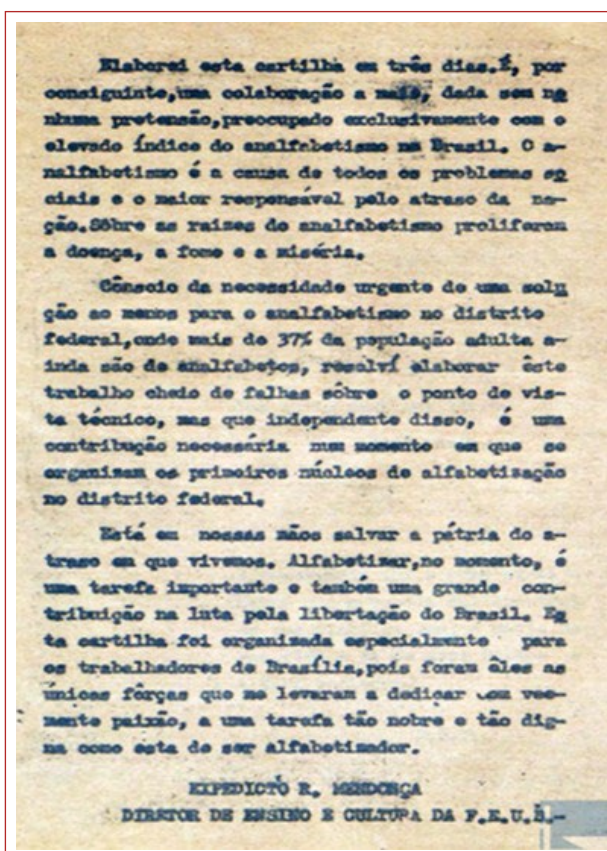 Elaborei esta cartilha em três dias.É, por
consiguinte,uma colaboração a mais, dada sem ne
nhuma pretensão,preocupado exclusivamente com o
elevado índice do analfabetismo no Brasil. O a-
nalfabetismo é a causa de todos os problemas so
ciais e o maior responsável pelo atraso da na-
ção.Sôbre as raizes do analfabetismo proliferam
a doença, a fome e a miséria.
Cônscio da necessidade urgente de uma solu
ção ao menos para o analfabetismo no distrito
federal,onde mais de 37% da população adulta a-
inda são de analfabetos, resolví elaborar êste
trabalho cheio de falhas sôbre o ponto de vis-
ta técnico, mas que independente disso, é uma
contribução necessária num momento em que se
organizam os primeiros núcleos de alfabetização
no distrito federal.
Está em nossas mãos salvar a pátria do a-
traso em que vivemos. Alfabetizar,no momento, é
uma tarefa importante e também uma grande con-
tribuição na luta pela libertação do Brasil. Es
ta cartilha foi organizada especialmente para
os trabalhadores de Brasília,pois foram êles as
únicas fôrças que me levaram a dedicar com vee-
mente paixão, a uma tarefa tão nobre e tão dig-
na como esta de ser alfabetizador.
EXPEDICTO R. MENDONÇA
DIRETOR DE ENSINO E CULTURA DA F.E.U.B.-